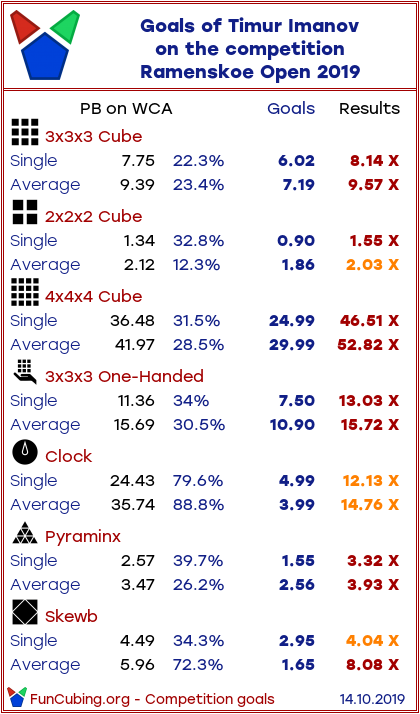 Goals of Timur Imanov
on the competition
Ramenskoe Open 2019
PB on WCA Goals Results
3x3x3 Cube
Single 7.75 22.3% 6.02 8.14 X
Average 9.39 23.4% 7.19 9.57 X
2x2x2 Cube
Single 1.34 32.8% 0.90 1.55 X
Average 2.12 12.3% 1.86 2.03 X
4x4x4 Cube
Single 36.48 31.5% 24.99 46.51 X
Average 41.97 28.5% 29.99 52.82 X
3x3x3 One-Handed
Single 11.36 34% 7.50 13.03 X
Average 15.69 30.5% 10.90 15.72 X
Clock
Single 24.43 79.6% 4.99 12.13 X
Average 35.74 88.8% 3.99 14.76 X
Pyraminx
Single 2.57 39.7% 1.55 3.32 X
Average 3.47 26.2% 2.56 3.93 X
Skewb
Single 4.49 34.3% 2.95 4.04 X
Average 5.96 72.3% 1.65 8.08 X
FunCubing.org - Competition goals 14.10.2019